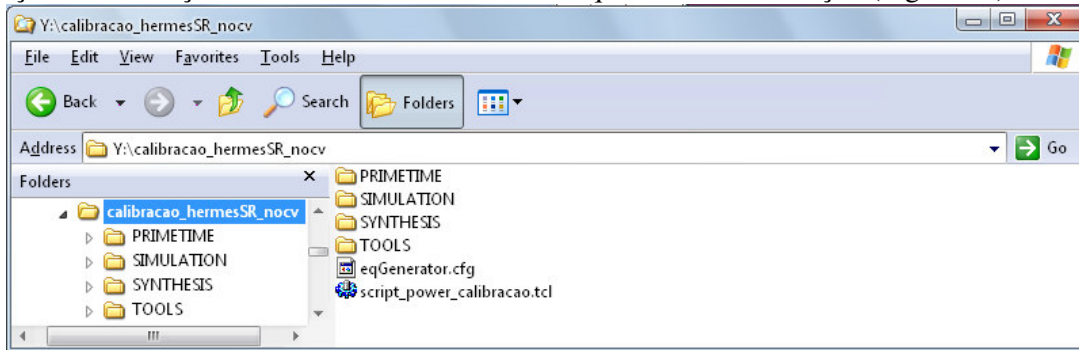 Y:\calibracao_hermesSR_nocv
File Edit View Favorites Tools Help
Back Search Folders
Address Y:\calibracao_hermesSR_nocv Go
Folders
calibracao_hermesSR_nocv
PRIMETIME
SIMULATION
SYNTHESIS
TOOLS
PRIMETIME
SIMULATION
SYNTHESIS
TOOLS
eqGenerator.cfg
script_power_calibracao.tcl